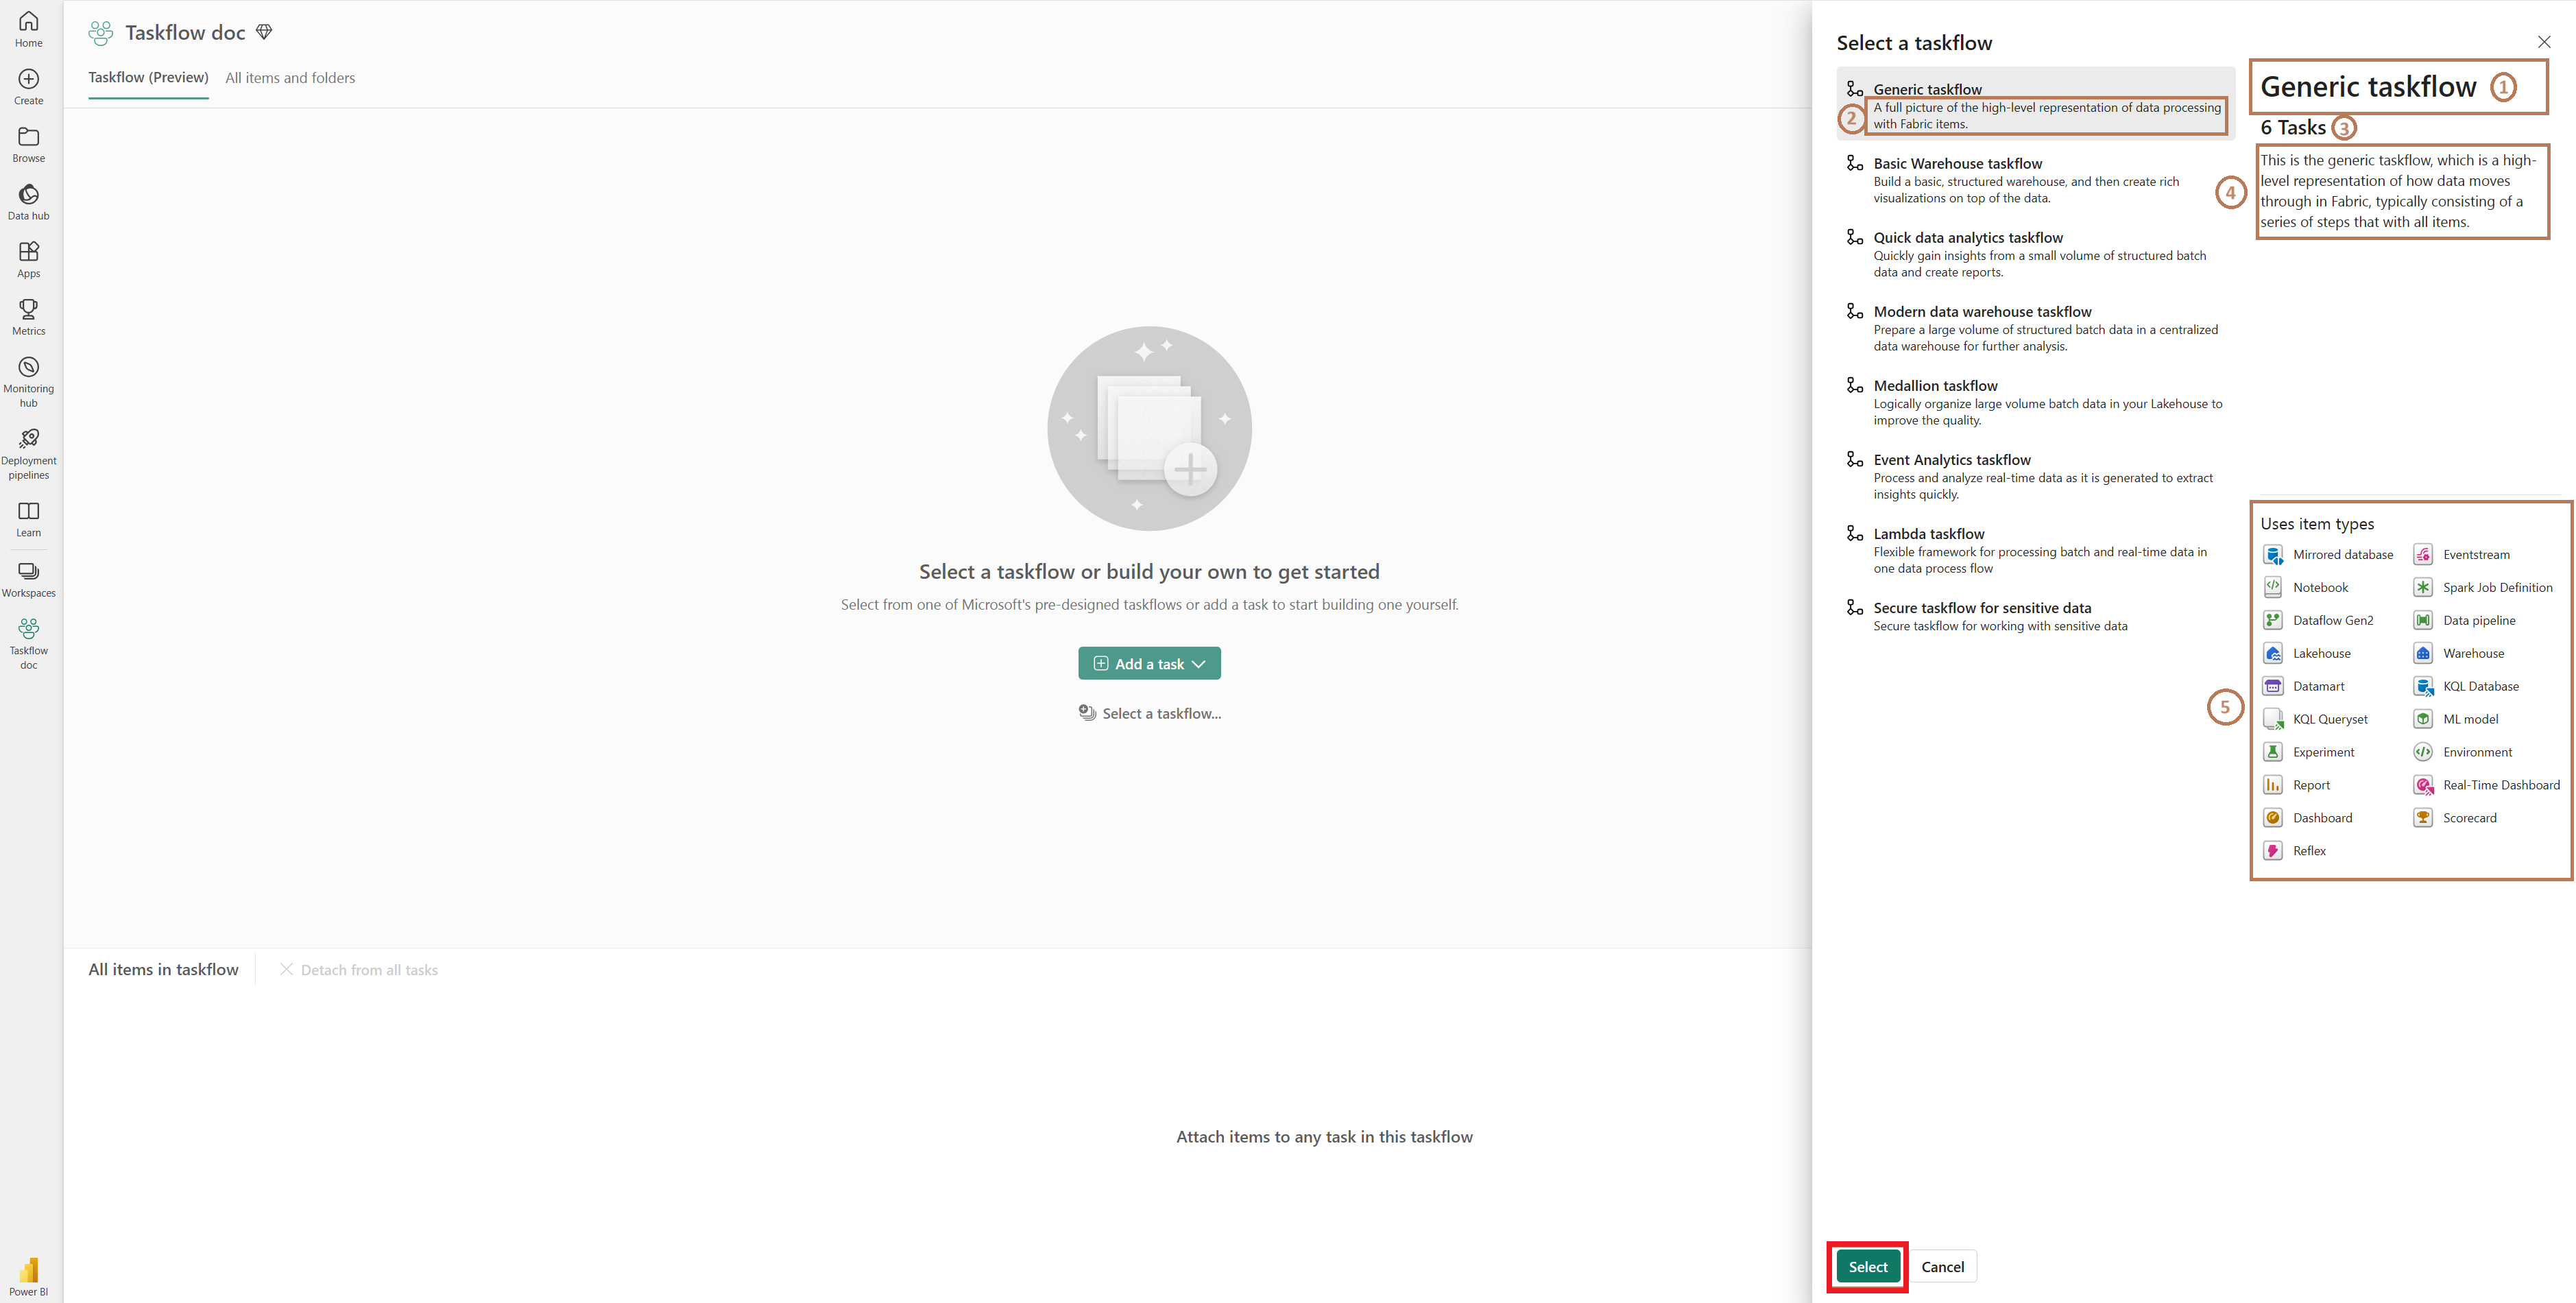 Home
Create
Browse
Data hub
Apps
Metrics
Monitoring
hub
Deployment
pipelines
Learn
Workspaces
Taskflow
doc
Power BI
Taskflow doc
Taskflow (Preview)
All items and folders
Select a taskflow or build your own to get started
Select from one of Microsoft's pre-designed taskflows or add a task to start building one yourself.
Add a task
Select a taskflow...
All items in taskflow
Detach from all tasks
Attach items to any task in this taskflow
Select a taskflow
Generic taskflow
2
A full picture of the high-level representation of data processing
with Fabric items.
Basic Warehouse taskflow
Build a basic, structured warehouse, and then create rich
visualizations on top of the data.
Quick data analytics taskflow
Quickly gain insights from a small volume of structured batch
data and create reports.
Modern data warehouse taskflow
Prepare a large volume of structured batch data in a centralized
data warehouse for further analysis.
Medallion taskflow
Logically organize large volume batch data in your Lakehouse to
improve the quality.
Event Analytics taskflow
Process and analyze real-time data as it is generated to extract
insights quickly.
Lambda taskflow
Flexible framework for processing batch and real-time data in
one data process flow
Secure taskflow for sensitive data
Secure taskflow for working with sensitive data
Generic taskflow 1
6 Tasks 3
4
This is the generic taskflow, which is a high-
level representation of how data moves
through in Fabric, typically consisting of a
series of steps that with all items.
5
Uses item types
Mirrored database Eventstream
Notebook Spark Job Definition
Dataflow Gen2 Data pipeline
Lakehouse Warehouse
Datamart KQL Database
KQL Queryset ML model
Experiment Environment
Report Real-Time Dashboard
Dashboard Scorecard
Reflex
Select Cancel